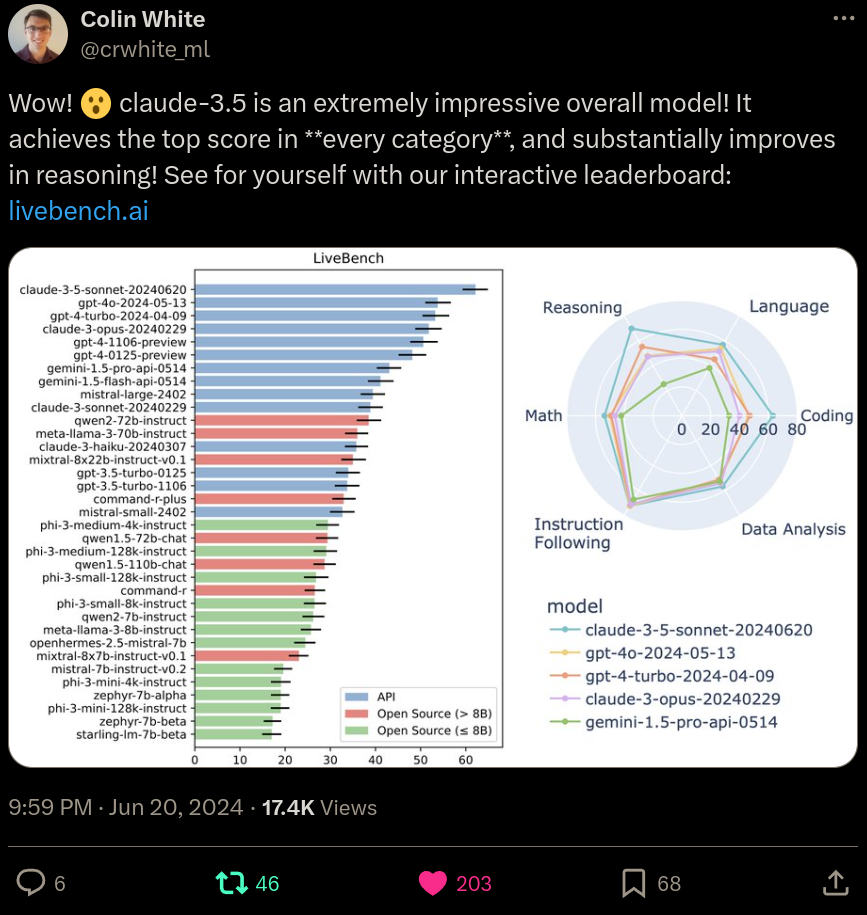 Colin White
@crwhite_ml
Wow! 😮 claude-3.5 is an extremely impressive overall model! It
achieves the top score in **every category**, and substantially improves
in reasoning! See for yourself with our interactive leaderboard:
livebench.ai
LiveBench
claude-3-5-sonnet-20240620
gpt-4o-2024-05-13
gpt-4-turbo-2024-04-09
claude-3-opus-20240229
gpt-4-1106-preview
gpt-4-0125-preview
gemini-1.5-pro-api-0514
gemini-1.5-flash-api-0514
mistral-large-2402
claude-3-sonnet-20240229
qwen2-72b-instruct
meta-llama-3-70b-instruct
claude-3-haiku-20240307
mixtral-8x22b-instruct-v0.1
gpt-3.5-turbo-0125
gpt-3.5-turbo-1106
command-r-plus
mistral-small-2402
phi-3-medium-4k-instruct
qwen1.5-72b-chat
phi-3-medium-128k-instruct
qwen1.5-110b-chat
phi-3-small-128k-instruct
command-r
phi-3-small-8k-instruct
qwen2-7b-instruct
meta-llama-3-8b-instruct
openhermes-2.5-mistral-7b
mixtral-8x7b-instruct-v0.1
mistral-7b-instruct-v0.2
phi-3-mini-4k-instruct
zephyr-7b-alpha
phi-3-mini-128k-instruct
zephyr-7b-beta
starling-lm-7b-beta
API
Open Source (> 8B)
Open Source (≤ 8B)
0 10 20 30 40 50 60
Reasoning
Language
Math
Coding
0 20 40 60 80
Instruction
Following
Data Analysis
model
claude-3-5-sonnet-20240620
gpt-4o-2024-05-13
gpt-4-turbo-2024-04-09
claude-3-opus-20240229
gemini-1.5-pro-api-0514
9:59 PM · Jun 20, 2024 · 17.4K Views
6 46 203 68